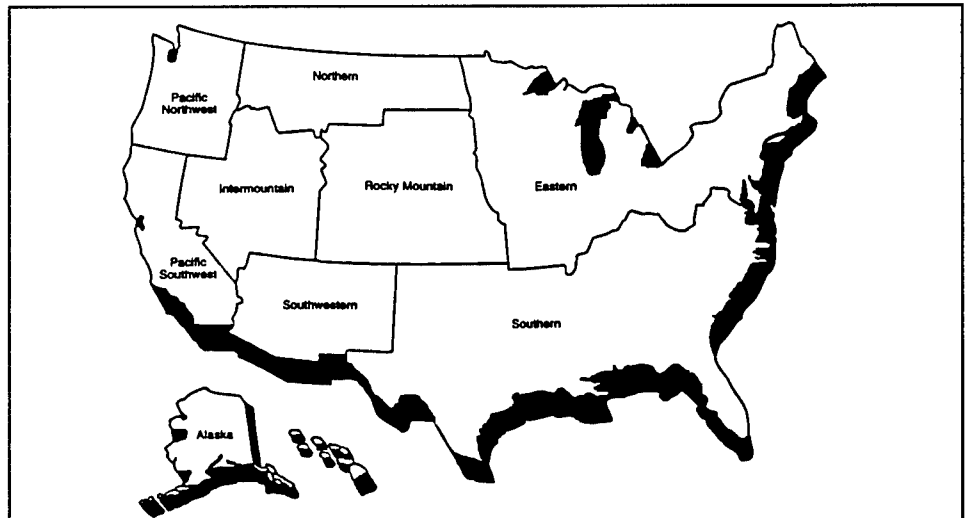 Northern
Pacific
Northwest
Intermountain
Rocky Mountain
Eastern
Pacific
Southwest
Southwestern
Southern
Alaska